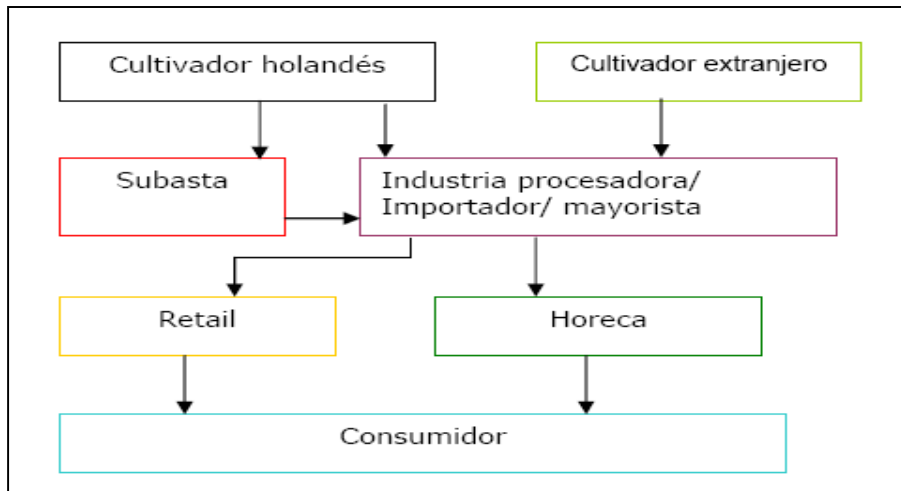 Cultivador holandés
Cultivador extranjero
Subasta
Industria procesadora/
Importador/ mayorista
Retail
Horeca
Consumidor